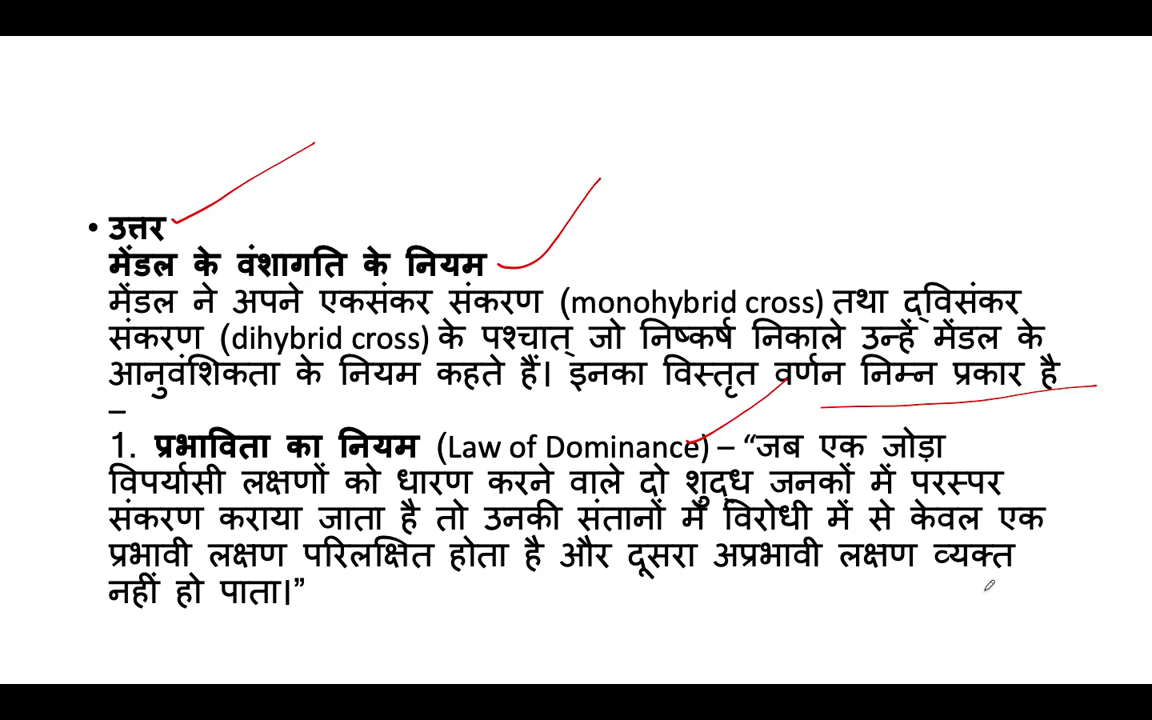 • उत्तर
मेंडल के वंशागति के नियम
मेंडल ने अपने एकसंकर संकरण (monohybrid cross) तथा द्विसंकर
संकरण (dihybrid cross) के पश्चात् जो निष्कर्ष निकाले उन्हें मेंडल के
आनुवंशिकता के नियम कहते हैं। इनका विस्तृत वर्णन निम्न प्रकार है
–
1. प्रभाविता का नियम (Law of Dominance) – “जब एक जोड़ा
विपर्यासी लक्षणों को धारण करने वाले दो शुद्ध जनकों में परस्पर
संकरण कराया जाता है तो उनकी संतानों में विरोधी में से केवल एक
प्रभावी लक्षण परिलक्षित होता है और दूसरा अप्रभावी लक्षण व्यक्त
नहीं हो पाता।”